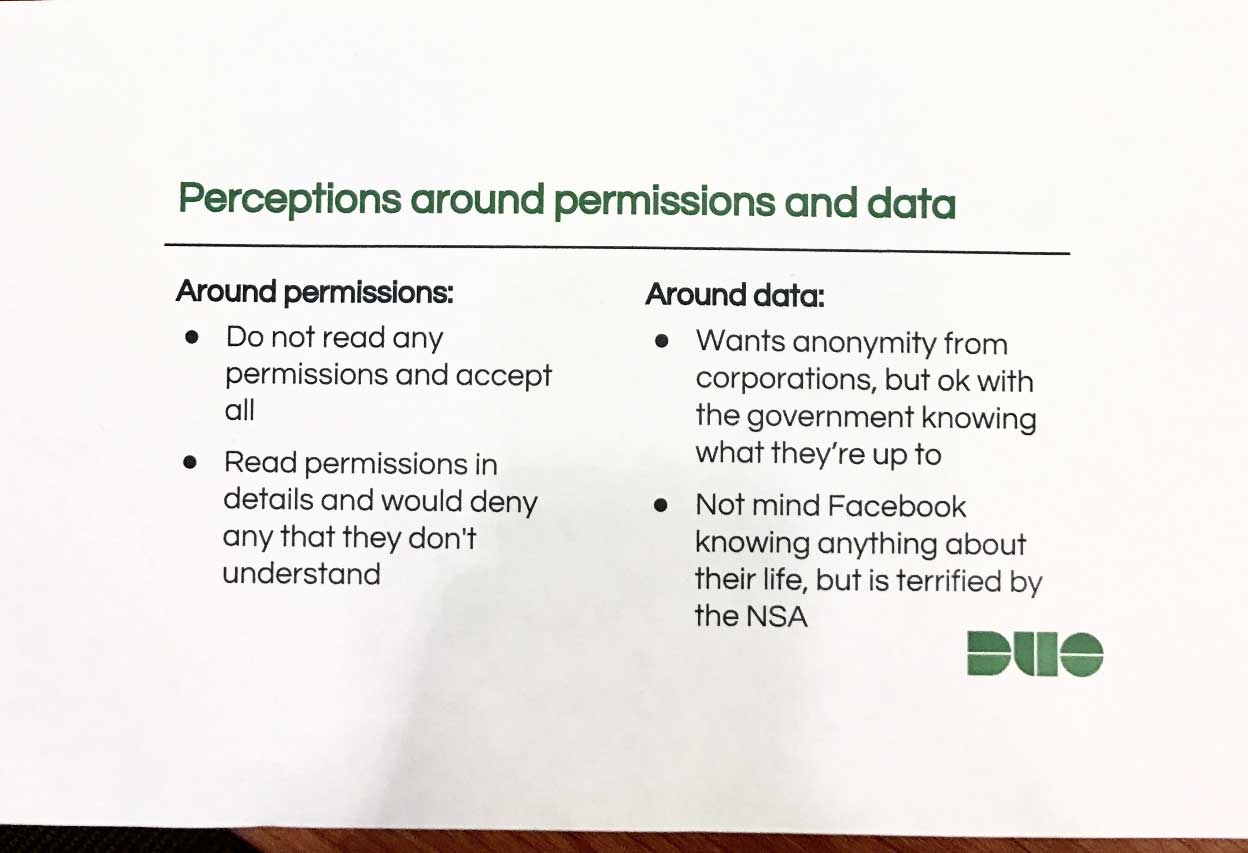 Perceptions around permissions and data
Around permissions:
● Do not read any
permissions and accept
all
● Read permissions in
details and would deny
any that they don't
understand
Around data:
● Wants anonymity from
corporations, but ok with
the government knowing
what they’re up to
● Not mind Facebook
knowing anything about
their life, but is terrified by
the NSA
DUO